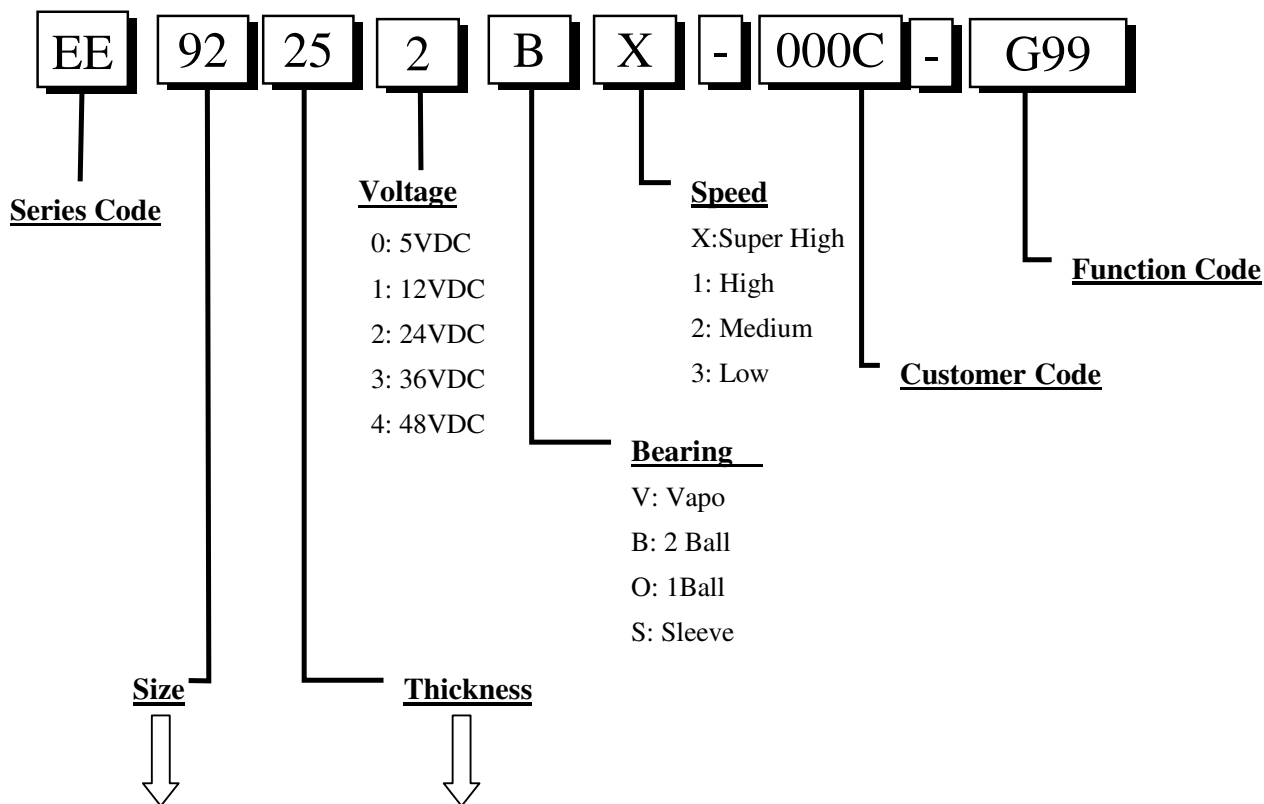 EE 92 25 2 B X - 000C - G99
Series Code
Voltage
0: 5VDC
1: 12VDC
2: 24VDC
3: 36VDC
4: 48VDC
Speed
X:Super High
1: High
2: Medium
3: Low
Function Code
Customer Code
Bearing
V: Vapo
B: 2 Ball
O: 1Ball
S: Sleeve
Size
Thickness